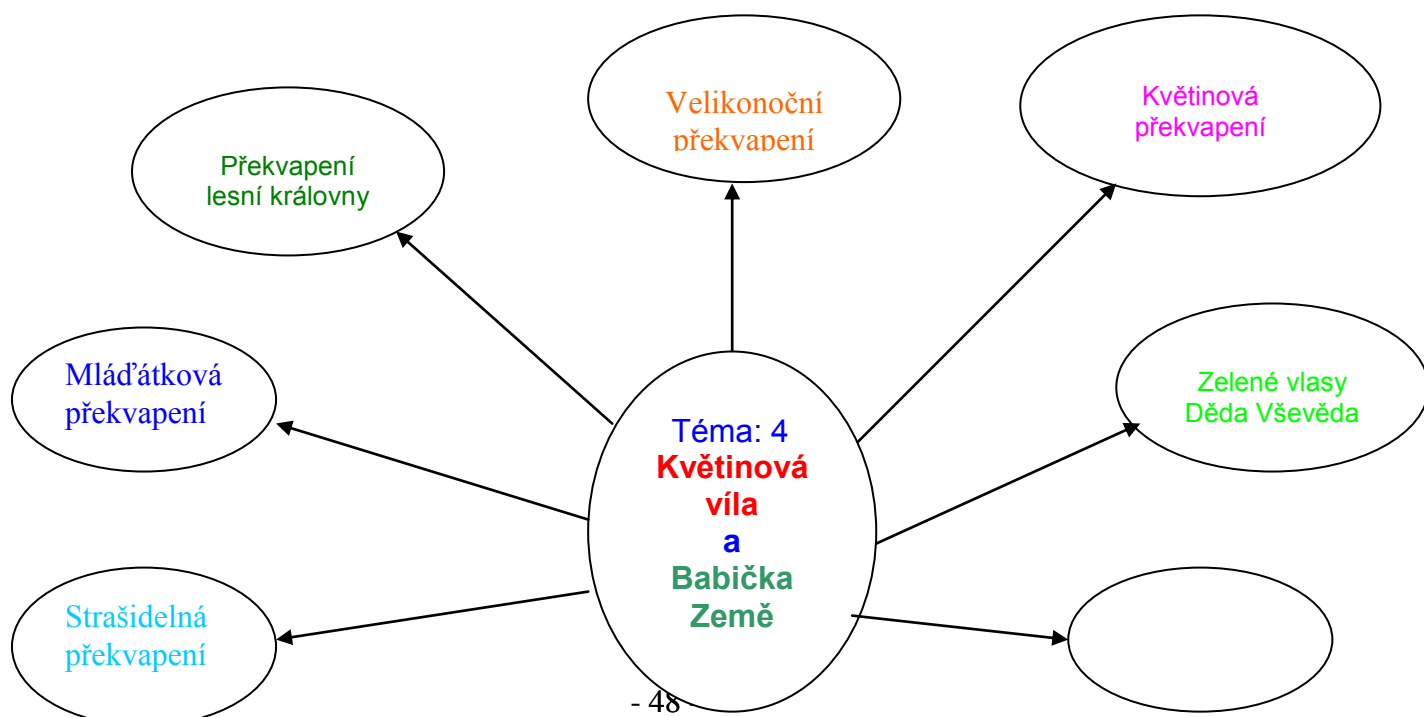 Velikonoční
překvapení
Květinová
překvapení
Překvapení
lesní královny
Mláďátková
překvapení
Zelené vlasy
Děda Vševěda
Téma: 4
Květinová
víla
a
Babička
Země
Strašidelná
překvapení
- 48 -